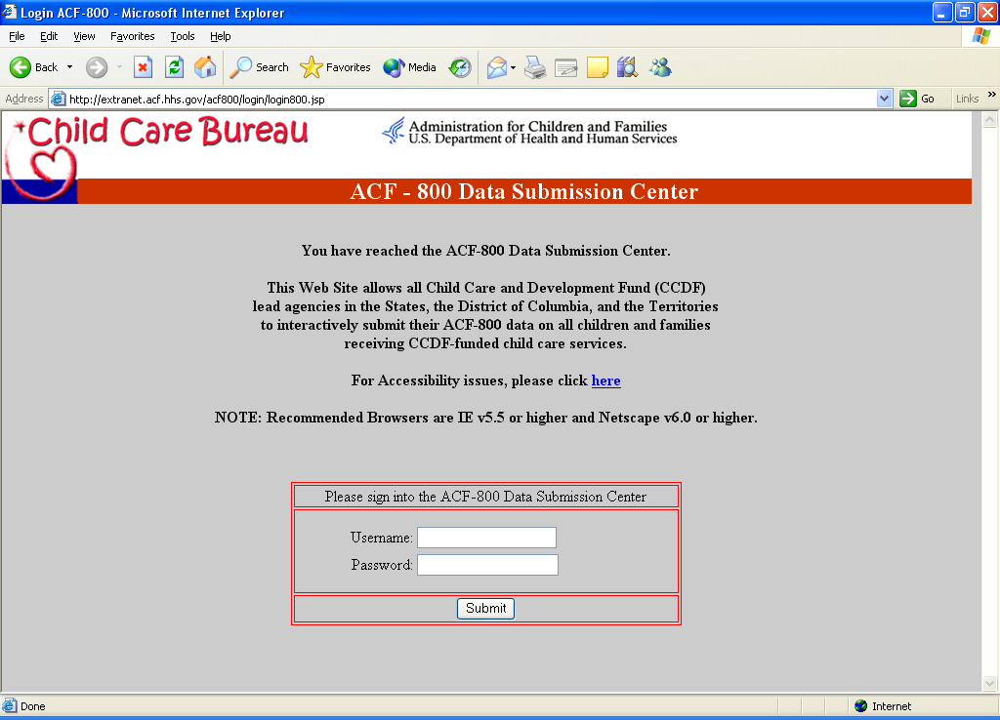 Login ACF-800 - Microsoft Internet Explorer
File Edit View Favorites Tools Help
Back Search Favorites Media
Address http://extranet.acf.hhs.gov/acf800/login/login800.jsp Go Links »
Child Care Bureau
Administration for Children and Families
U.S. Department of Health and Human Services
ACF - 800 Data Submission Center
You have reached the ACF-800 Data Submission Center.
This Web Site allows all Child Care and Development Fund (CCDF)
lead agencies in the States, the District of Columbia, and the Territories
to interactively submit their ACF-800 data on all children and families
receiving CCDF-funded child care services.
For Accessibility issues, please click here
NOTE: Recommended Browsers are IE v5.5 or higher and Netscape v6.0 or higher.
Please sign into the ACF-800 Data Submission Center
Username:
Password:
Submit
Done Internet